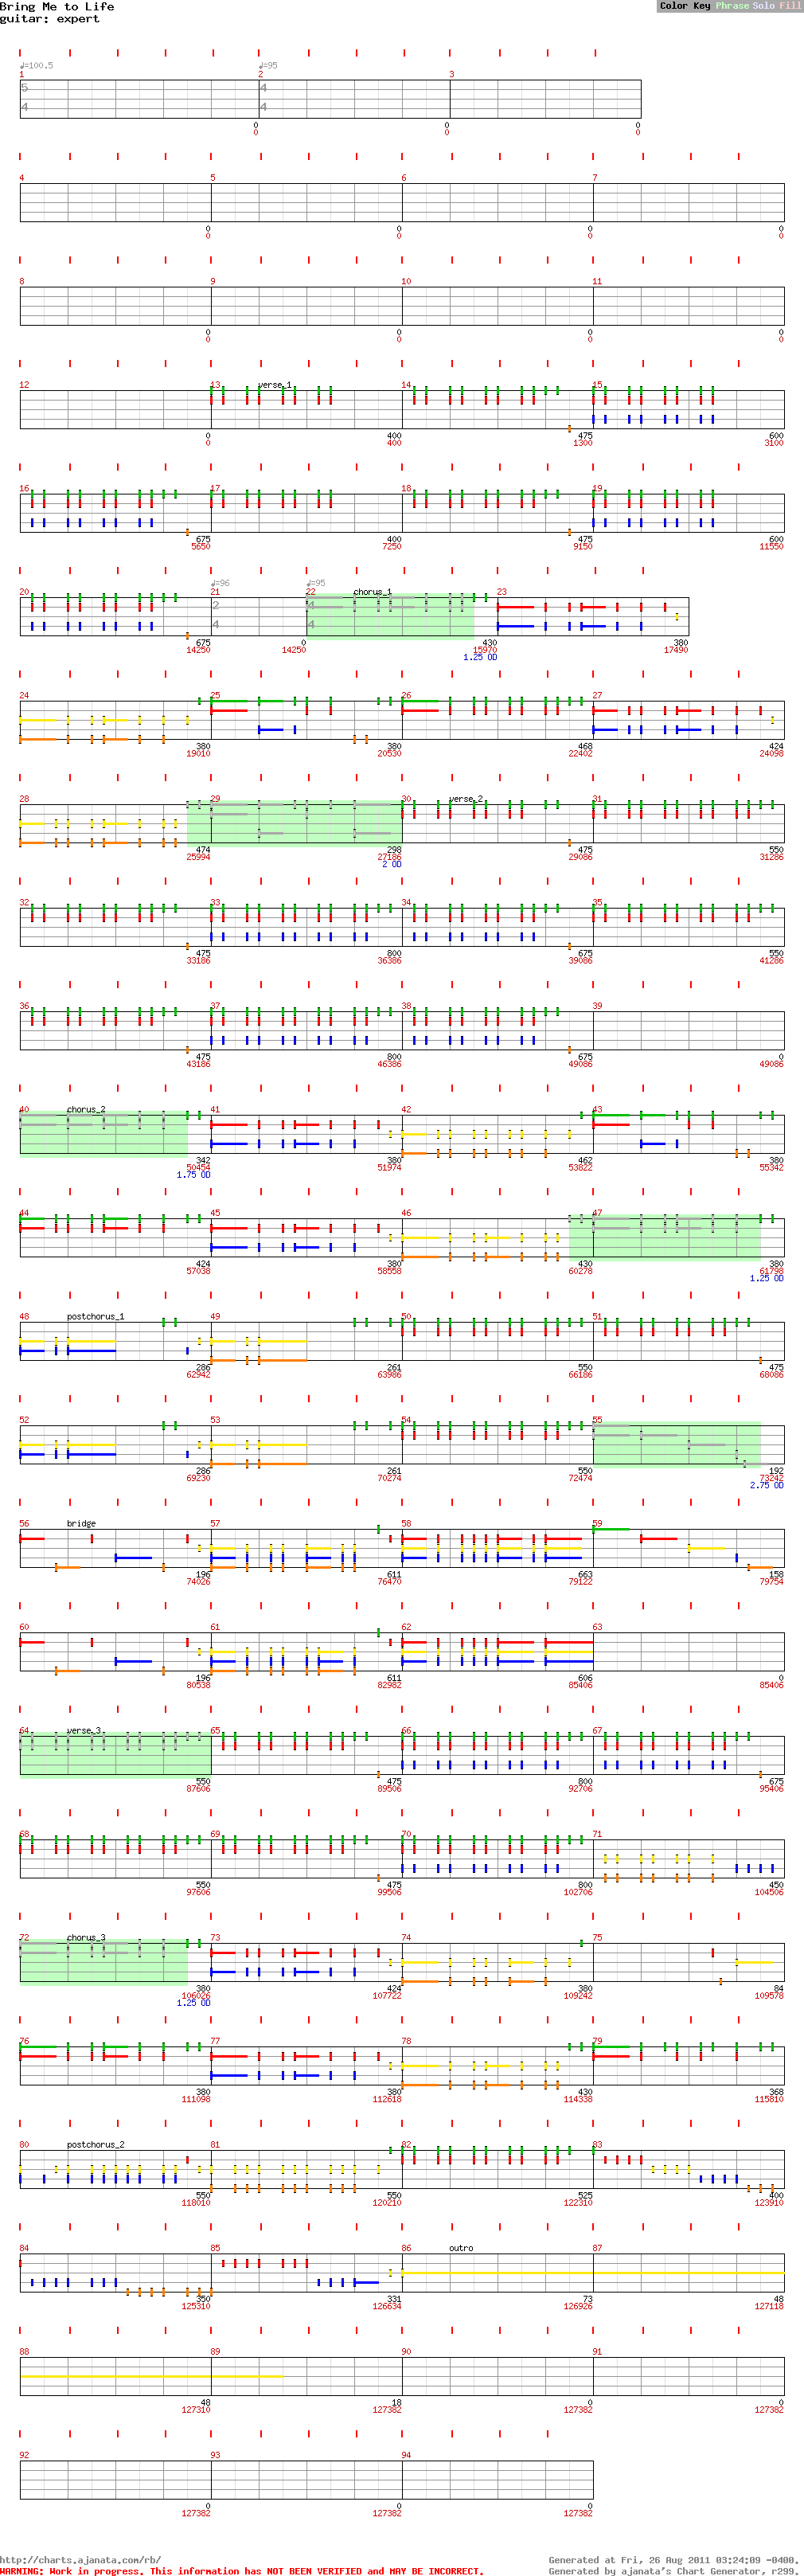 Bring Me to Life
guitar: expert
Color Key Phrase Solo Fill
♩=100.5 ♩=95
1 2 3
5 4
4 4
0 0 0
0 0 0
4 5 6 7
0 0 0 0
0 0 0 0
8 9 10 11
0 0 0 0
0 0 0 0
12 13 verse_1 14 15
0 400 475 600
0 400 1300 3100
16 17 18 19
675 400 475 600
5650 7250 9150 11550
♩=96 ♩=95
20 21 22 chorus_1 23
2 4
4 4
675 0 430 380
14250 14250 15970 17490
1.25 OD
24 25 26 27
380 380 468 424
19010 20530 22402 24098
28 29 30 verse_2 31
474 298 475 550
25994 27186 29086 31286
2 OD
32 33 34 35
475 800 675 550
33186 36386 39086 41286
36 37 38 39
475 800 675 0
43186 46386 49086 49086
40 chorus_2 41 42 43
342 380 462 380
50454 51974 53822 55342
1.75 OD
44 45 46 47
424 380 430 380
57038 58558 60278 61798
1.25 OD
48 postchorus_1 49 50 51
286 261 550 475
62942 63986 66186 68086
52 53 54 55
286 261 550 192
69230 70274 72474 73242
2.75 OD
56 bridge 57 58 59
196 611 663 158
74026 76470 79122 79754
60 61 62 63
196 611 606 0
80538 82982 85406 85406
64 verse_3 65 66 67
550 475 800 675
87606 89506 92706 95406
68 69 70 71
550 475 800 450
97606 99506 102706 104506
72 chorus_3 73 74 75
380 424 380 84
106026 107722 109242 109578
1.25 OD
76 77 78 79
380 380 430 368
111098 112618 114338 115810
80 postchorus_2 81 82 83
550 550 525 400
118010 120210 122310 123910
84 85 86 outro 87
350 331 73 48
125310 126634 126926 127118
88 89 90 91
48 18 0 0
127310 127382 127382 127382
92 93 94
0 0 0
127382 127382 127382
http://charts.ajanata.com/rb/ Generated at Fri, 26 Aug 2011 03:24:09 -0400.
WARNING: Work in progress. This information has NOT BEEN VERIFIED and MAY BE INCORRECT. Generated by ajanata's Chart Generator, r299.